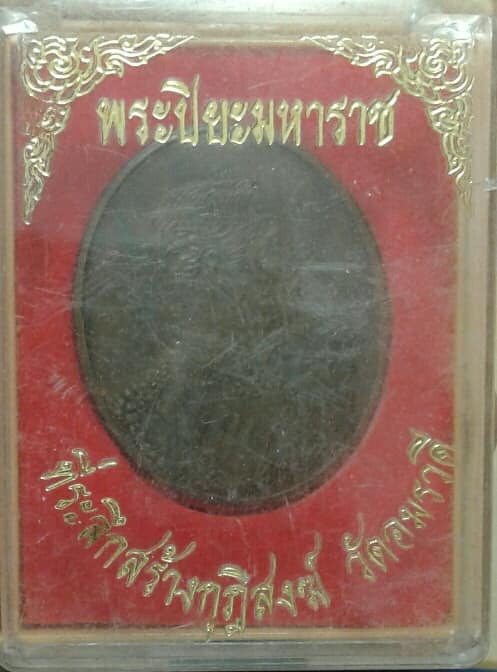 พระปิยะมหาราช
ที่ระลึกสร้างกุฏิสงฆ์ วัดอมราวดี